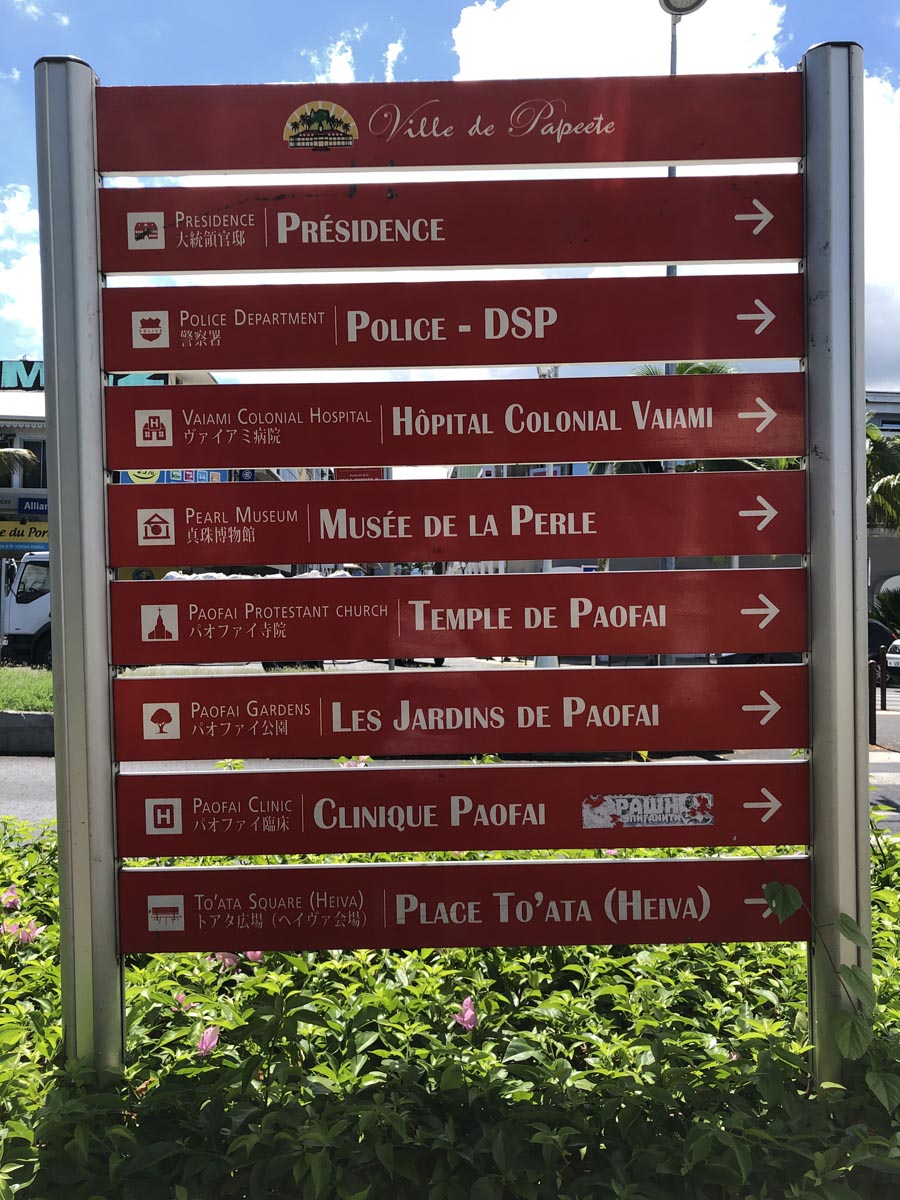 Ville de Papeete
PRESIDENCE
大統領官邸
PRÉSIDENCE
POLICE
POLICE DEPARTMENT
警察署
POLICE - DSP
H
VAIAMI COLONIAL HOSPITAL
ヴァイアミ病院
HÔPITAL COLONIAL VAIAMI
PEARL MUSEUM
真珠博物館
MUSÉE DE LA PERLE
PAOFAI PROTESTANT CHURCH
パオファイ寺院
TEMPLE DE PAOFAI
PAOFAI GARDENS
パオファイ公園
LES JARDINS DE PAOFAI
H
PAOFAI CLINIC
パオファイ臨床
CLINIQUE PAOFAI
TO'ATA SQUARE (HEIVA)
トアタ広場 (ヘイヴァ会場)
PLACE TO'ATA (HEIVA)
Allian
e du Por